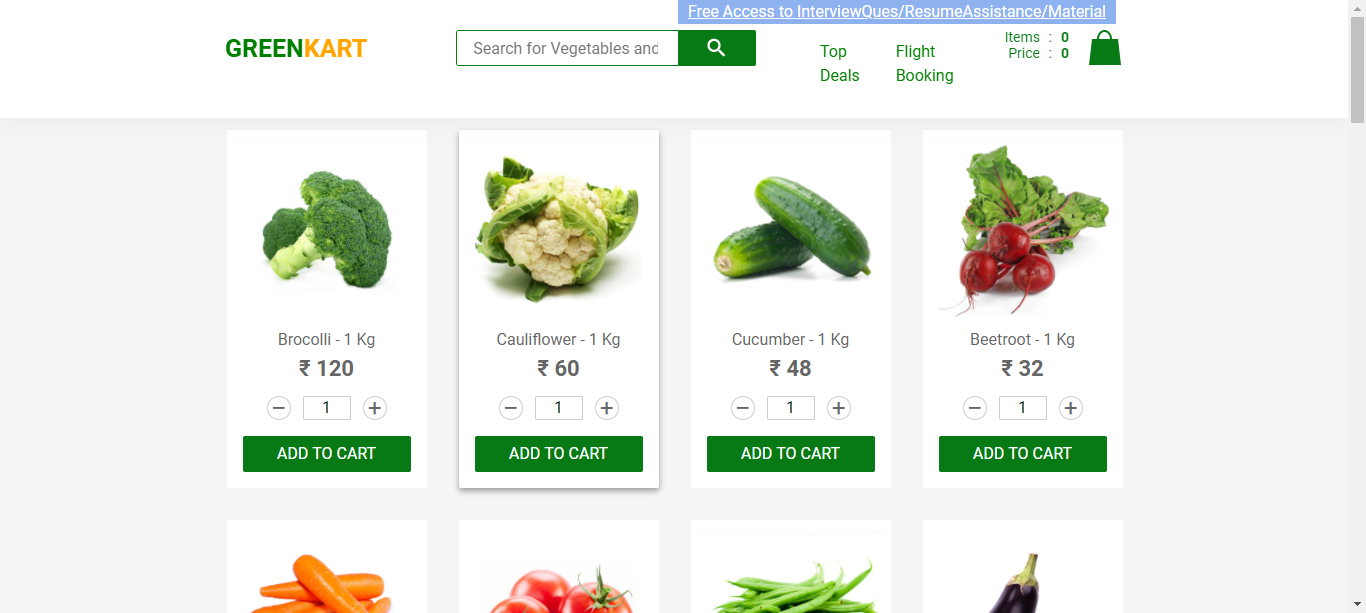 Free Access to InterviewQues/ResumeAssistance/Material
GREENKART
Search for Vegetables and
Top
Deals
Flight
Booking
Items : 0
Price : 0
Brocolli - 1 Kg
₹ 120
1
ADD TO CART
Cauliflower - 1 Kg
₹ 60
1
ADD TO CART
Cucumber - 1 Kg
₹ 48
1
ADD TO CART
Beetroot - 1 Kg
₹ 32
1
ADD TO CART